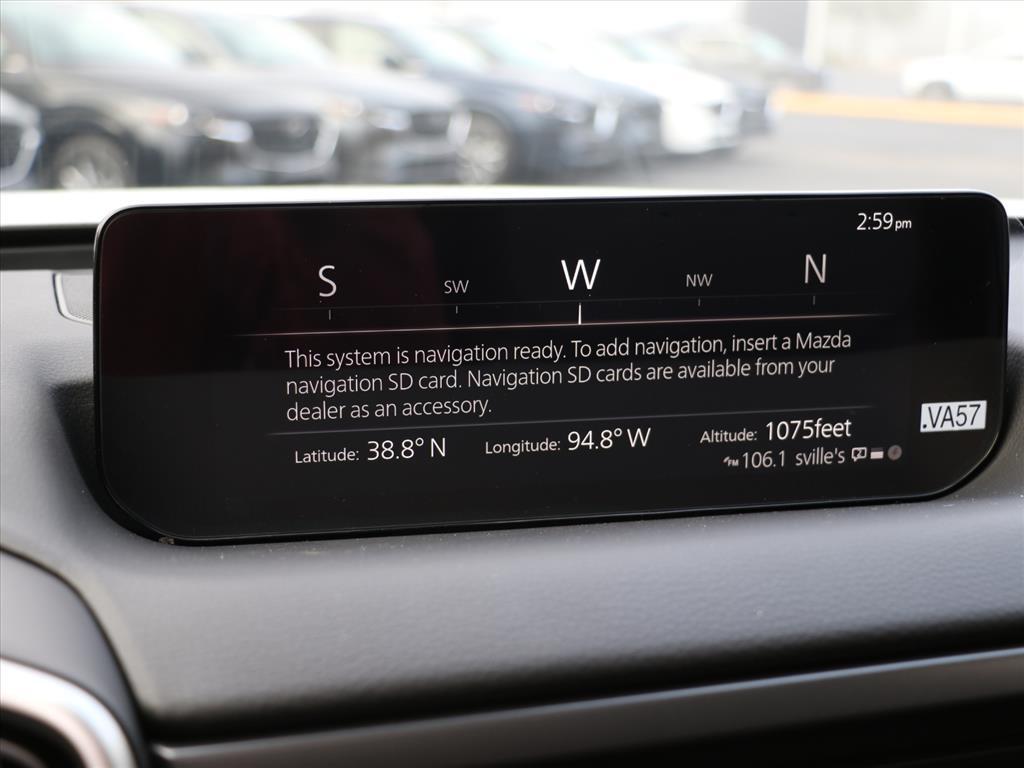 2:59pm
S SW W NW N
This system is navigation ready. To add navigation, insert a Mazda
navigation SD card. Navigation SD cards are available from your
dealer as an accessory.
.VA57
Latitude: 38.8° N Longitude: 94.8° W Altitude: 1075feet
FM 106.1 sville's